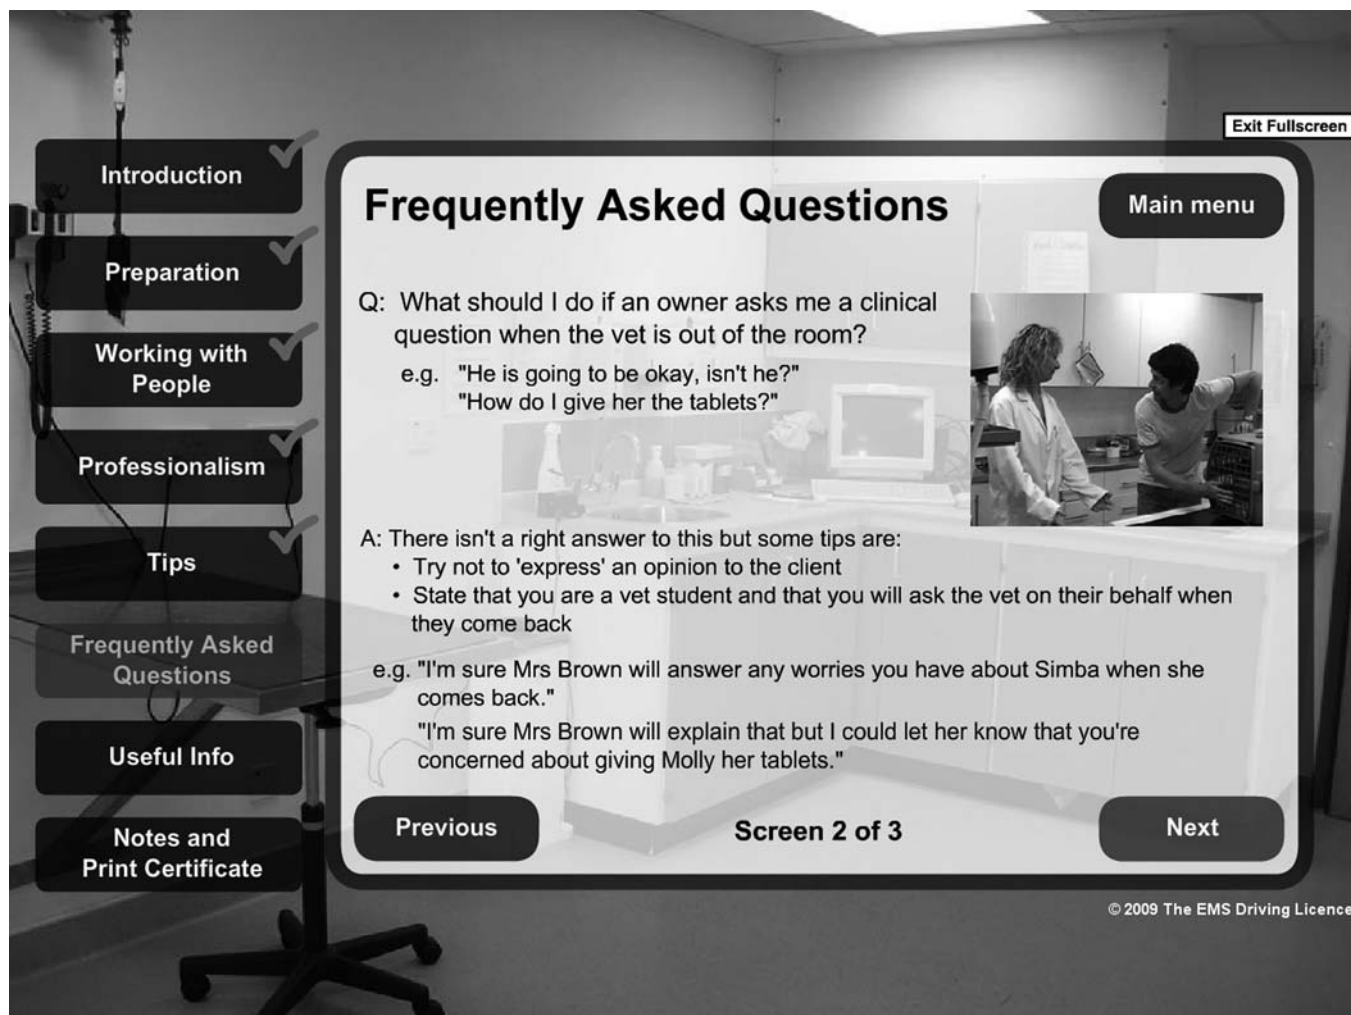 Exit Fullscreen
Introduction
Preparation
Working with
People
Professionalism
Tips
Frequently Asked
Questions
Useful Info
Notes and
Print Certificate
Frequently Asked Questions
Main menu
Q: What should I do if an owner asks me a clinical
question when the vet is out of the room?
e.g. "He is going to be okay, isn't he?"
"How do I give her the tablets?"
A: There isn't a right answer to this but some tips are:
• Try not to 'express' an opinion to the client
• State that you are a vet student and that you will ask the vet on their behalf when
they come back
e.g. "I'm sure Mrs Brown will answer any worries you have about Simba when she
comes back."
"I'm sure Mrs Brown will explain that but I could let her know that you're
concerned about giving Molly her tablets."
Previous
Screen 2 of 3
Next
© 2009 The EMS Driving Licence